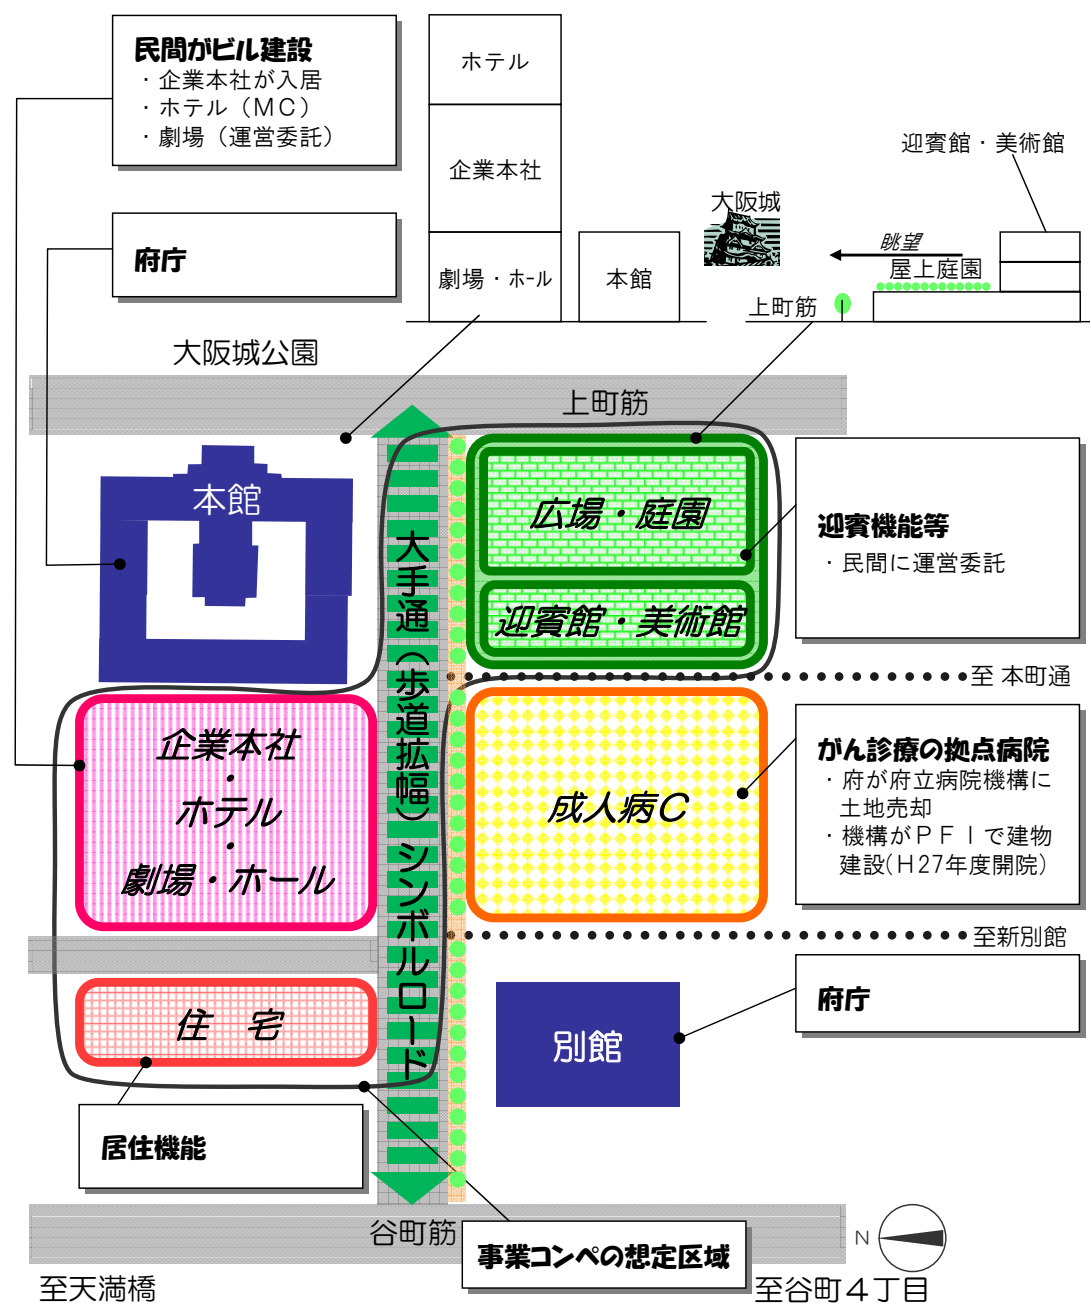 民間がビル建設
・企業本社が入居
・ホテル（ＭＣ）
・劇場（運営委託）
府庁
ホテル
企業本社
劇場・ホール
本館
大阪城
迎賓館・美術館
眺望
屋上庭園
上町筋
大阪城公園
上町筋
本館
広場・庭園
迎賓館・美術館
迎賓機能等
・民間に運営委託
大手通（歩道拡幅）シンボルロード
至 本町通
企業本社
・
ホテル
・
劇場・ホール
成人病Ｃ
がん診療の拠点病院
・府が府立病院機構に
土地売却
・機構がＰＦＩで建物
建設(Ｈ27年度開院)
至新別館
住　宅
別館
府庁
居住機能
谷町筋
事業コンペの想定区域
N
至天満橋
至谷町４丁目